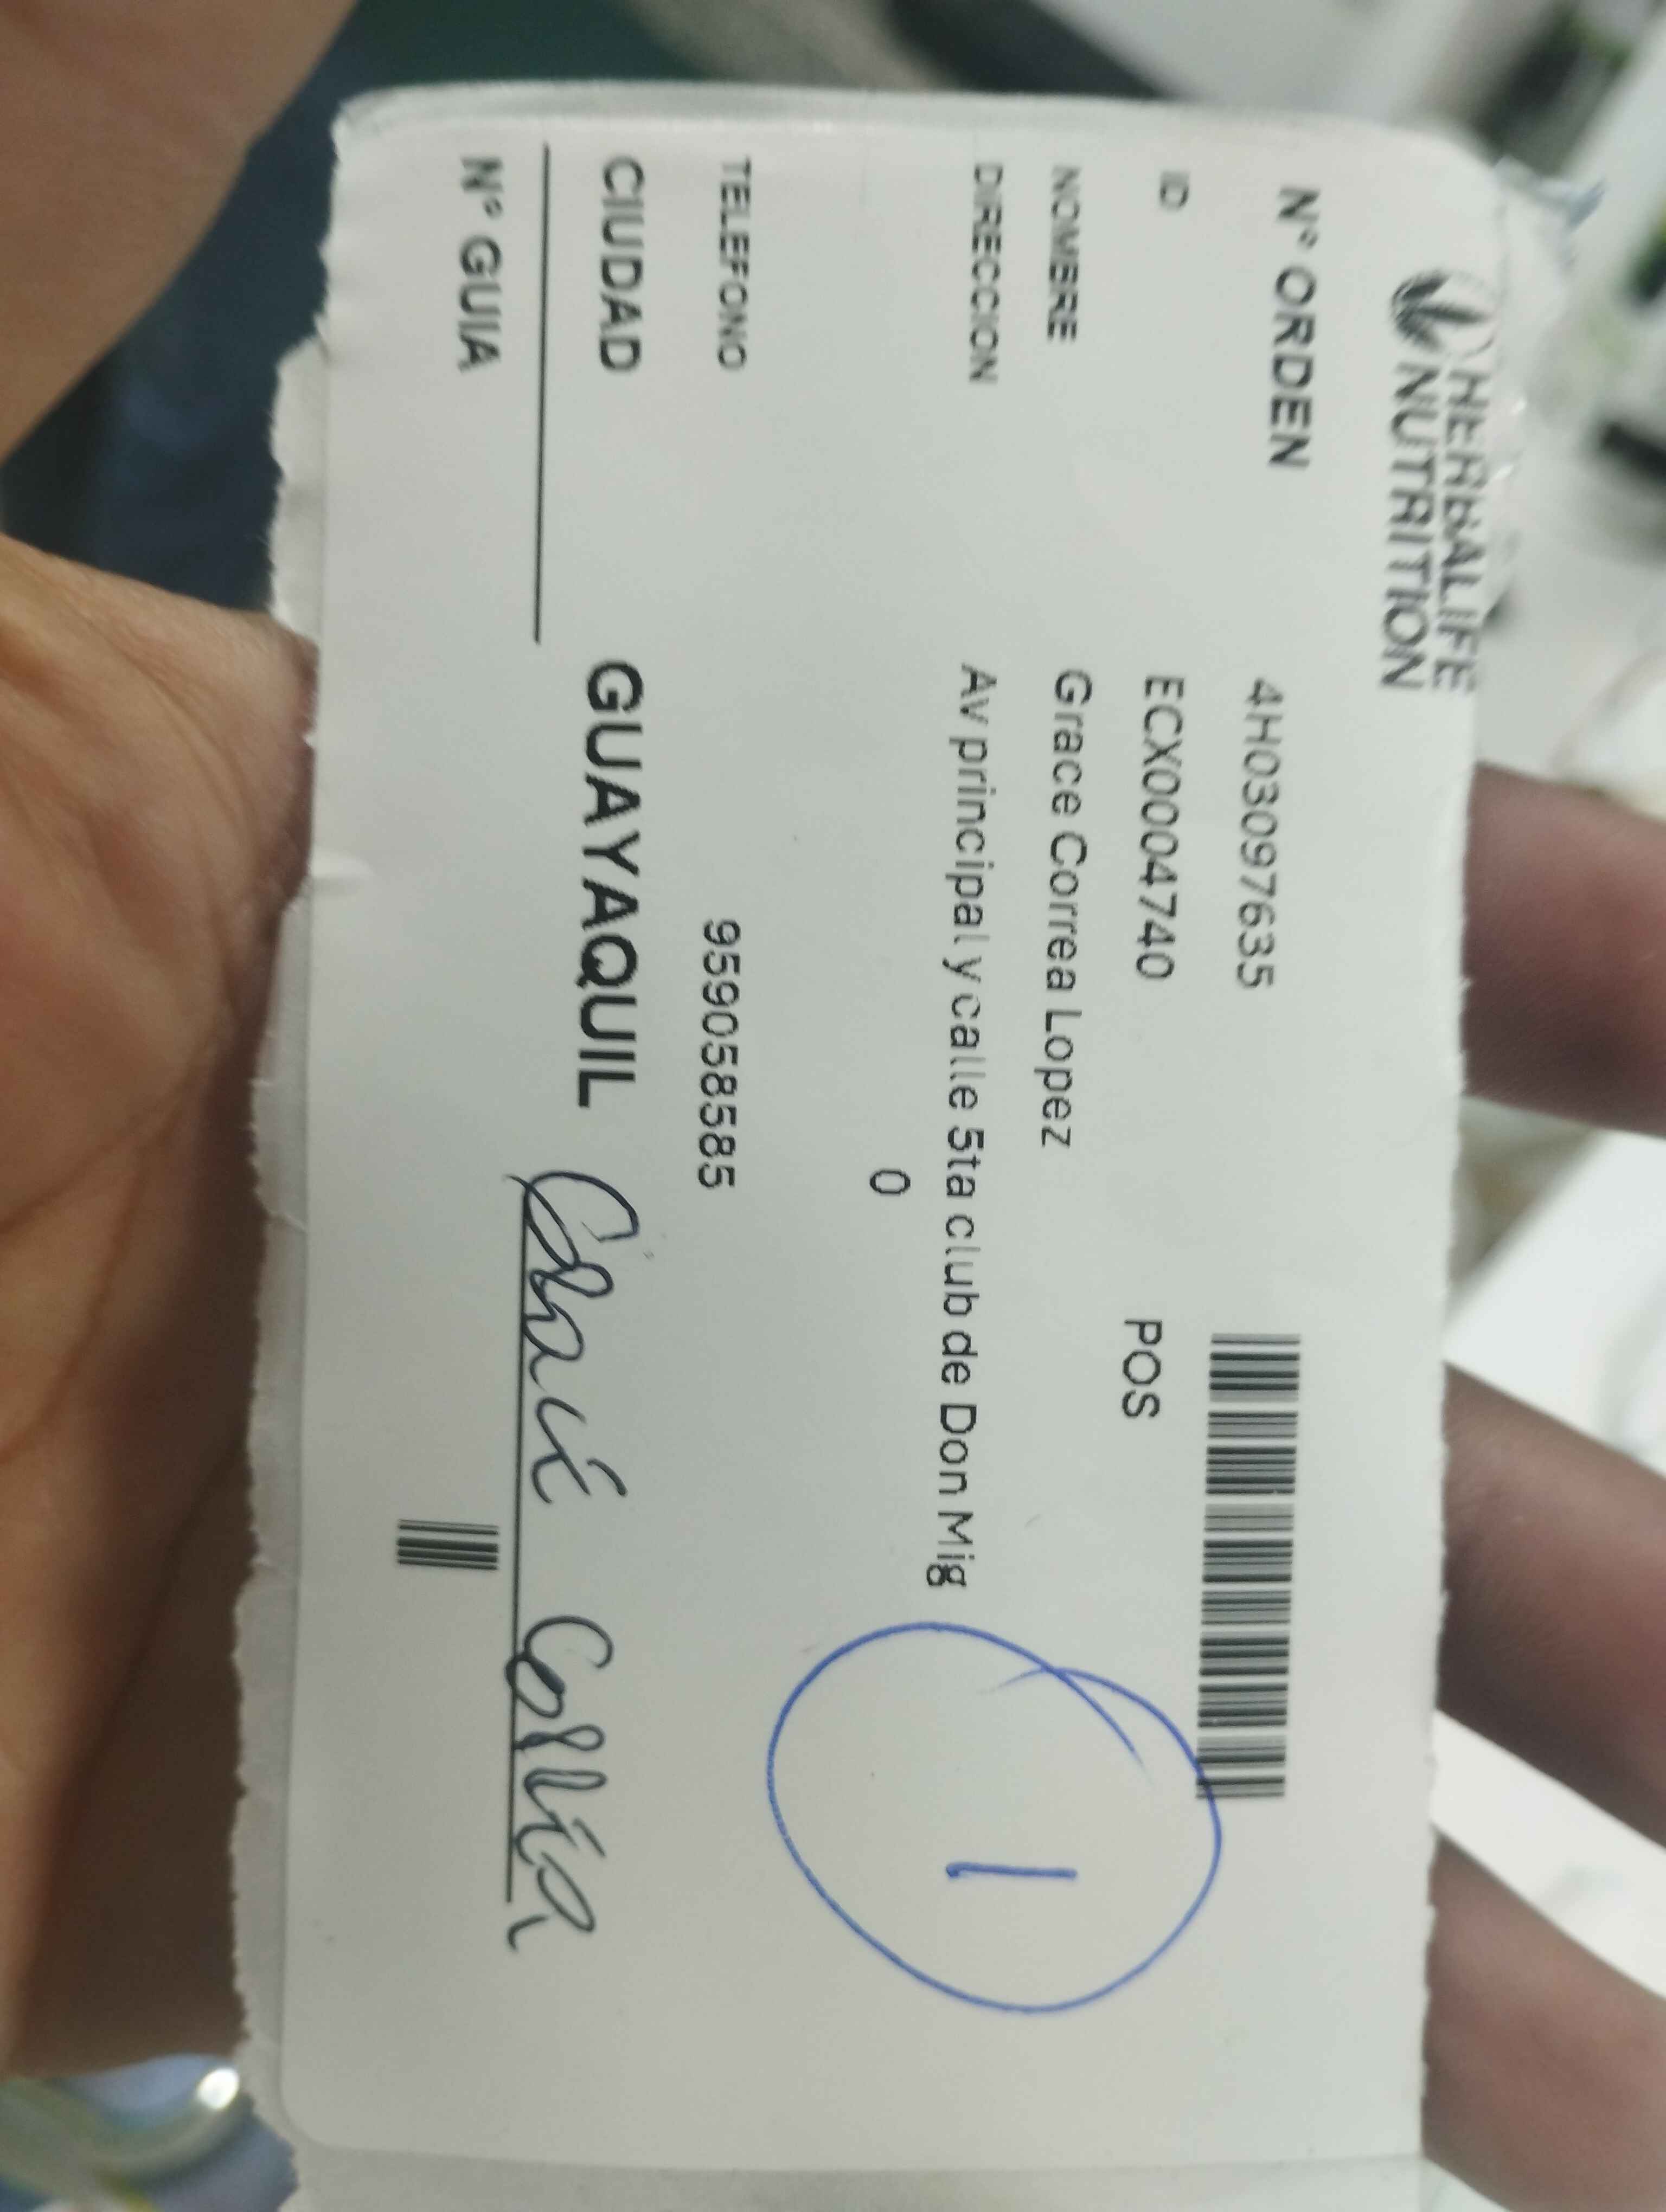 HERBALIFE
NUTRITION
N° ORDEN 4H03097635
ID ECX0004740 POS
NOMBRE Grace Correa Lopez
DIRECCION Av principal y calle 5ta club de Don Mig
0
1
TELEFONO 959058585
CIUDAD GUAYAQUIL
N° GUIA